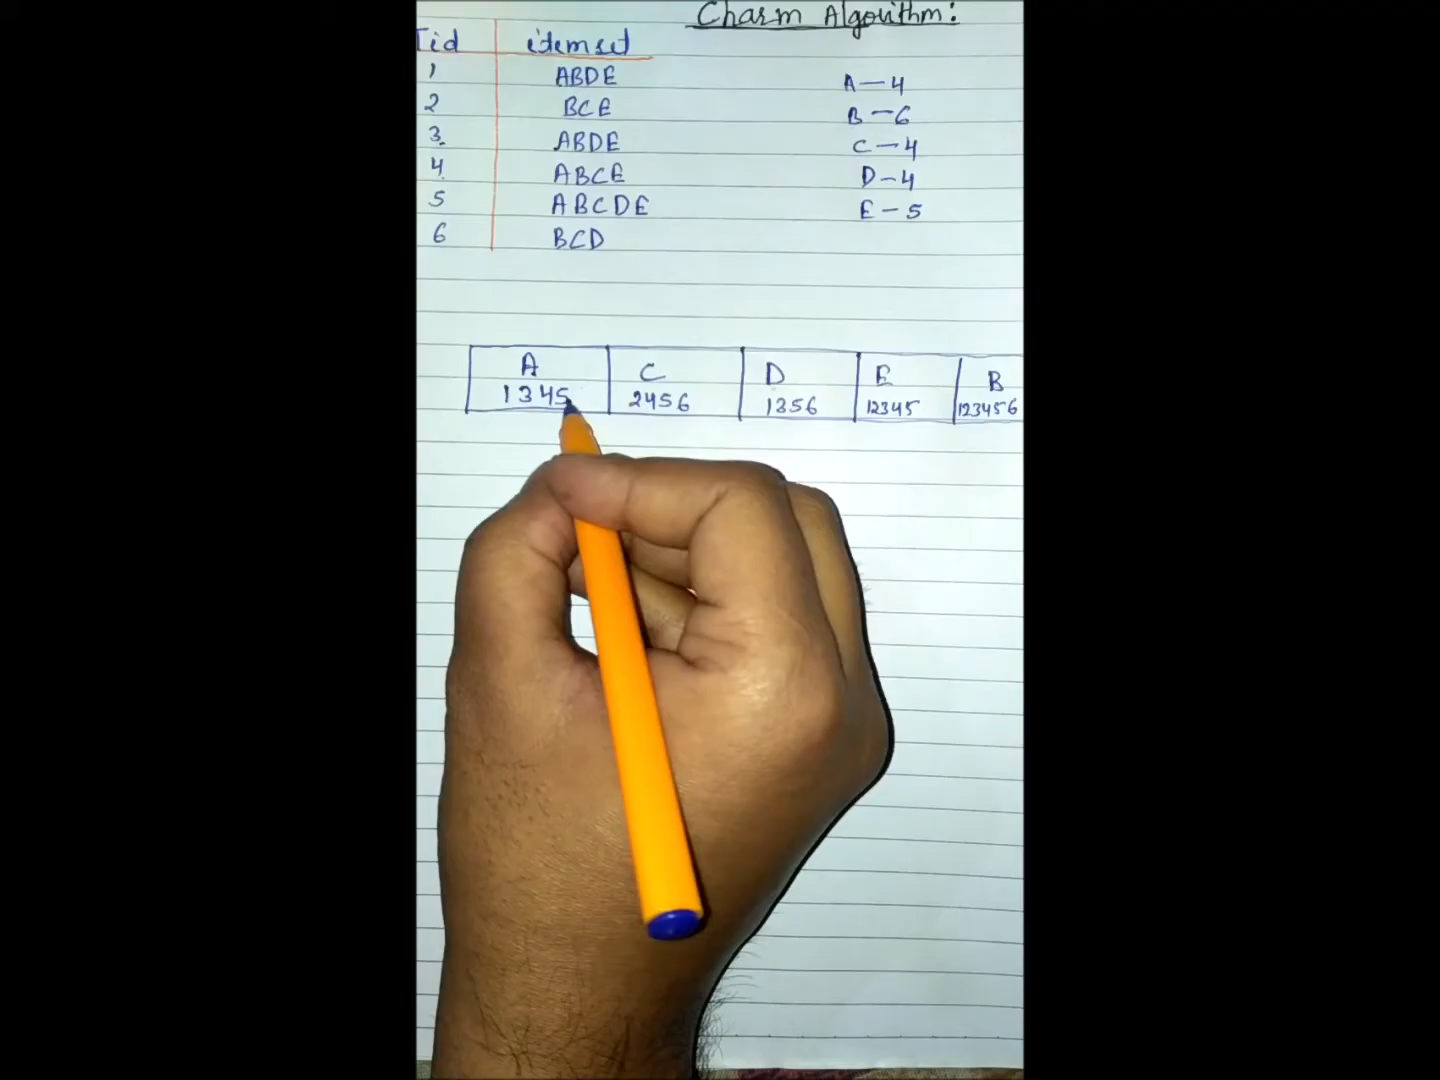 Charm Algorithm:
Tid itemset
1 ABDE A-4
2 BCE B-6
3. ABDE C-4
4. ABCE D-4
5 ABCDE E-5
6 BCD
A C D E B
1345 2456 1356 12345 123456